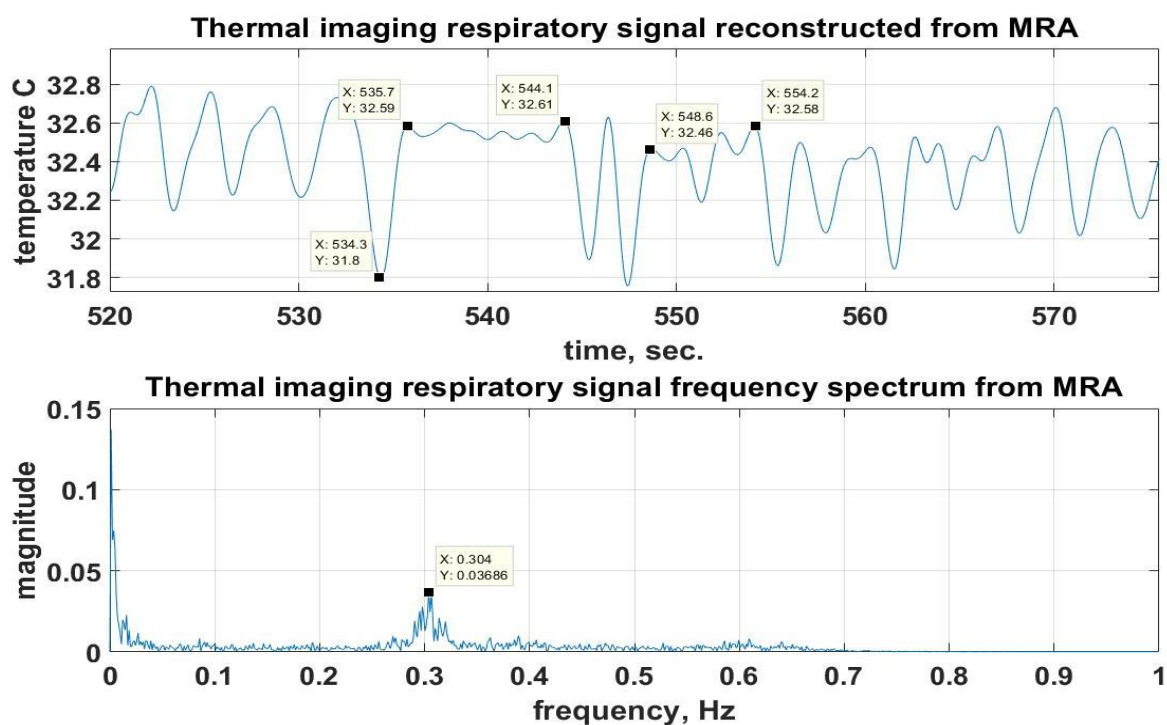 Thermal imaging respiratory signal reconstructed from MRA
temperature C
32.8
32.6
32.4
32.2
32
31.8
X: 535.7
Y: 32.59
X: 544.1
Y: 32.61
X: 548.6
Y: 32.46
X: 554.2
Y: 32.58
X: 534.3
Y: 31.8
520 530 540 550 560 570
time, sec.
Thermal imaging respiratory signal frequency spectrum from MRA
magnitude
0.15
0.1
0.05
0
X: 0.304
Y: 0.03686
0 0.1 0.2 0.3 0.4 0.5 0.6 0.7 0.8 0.9 1
frequency, Hz